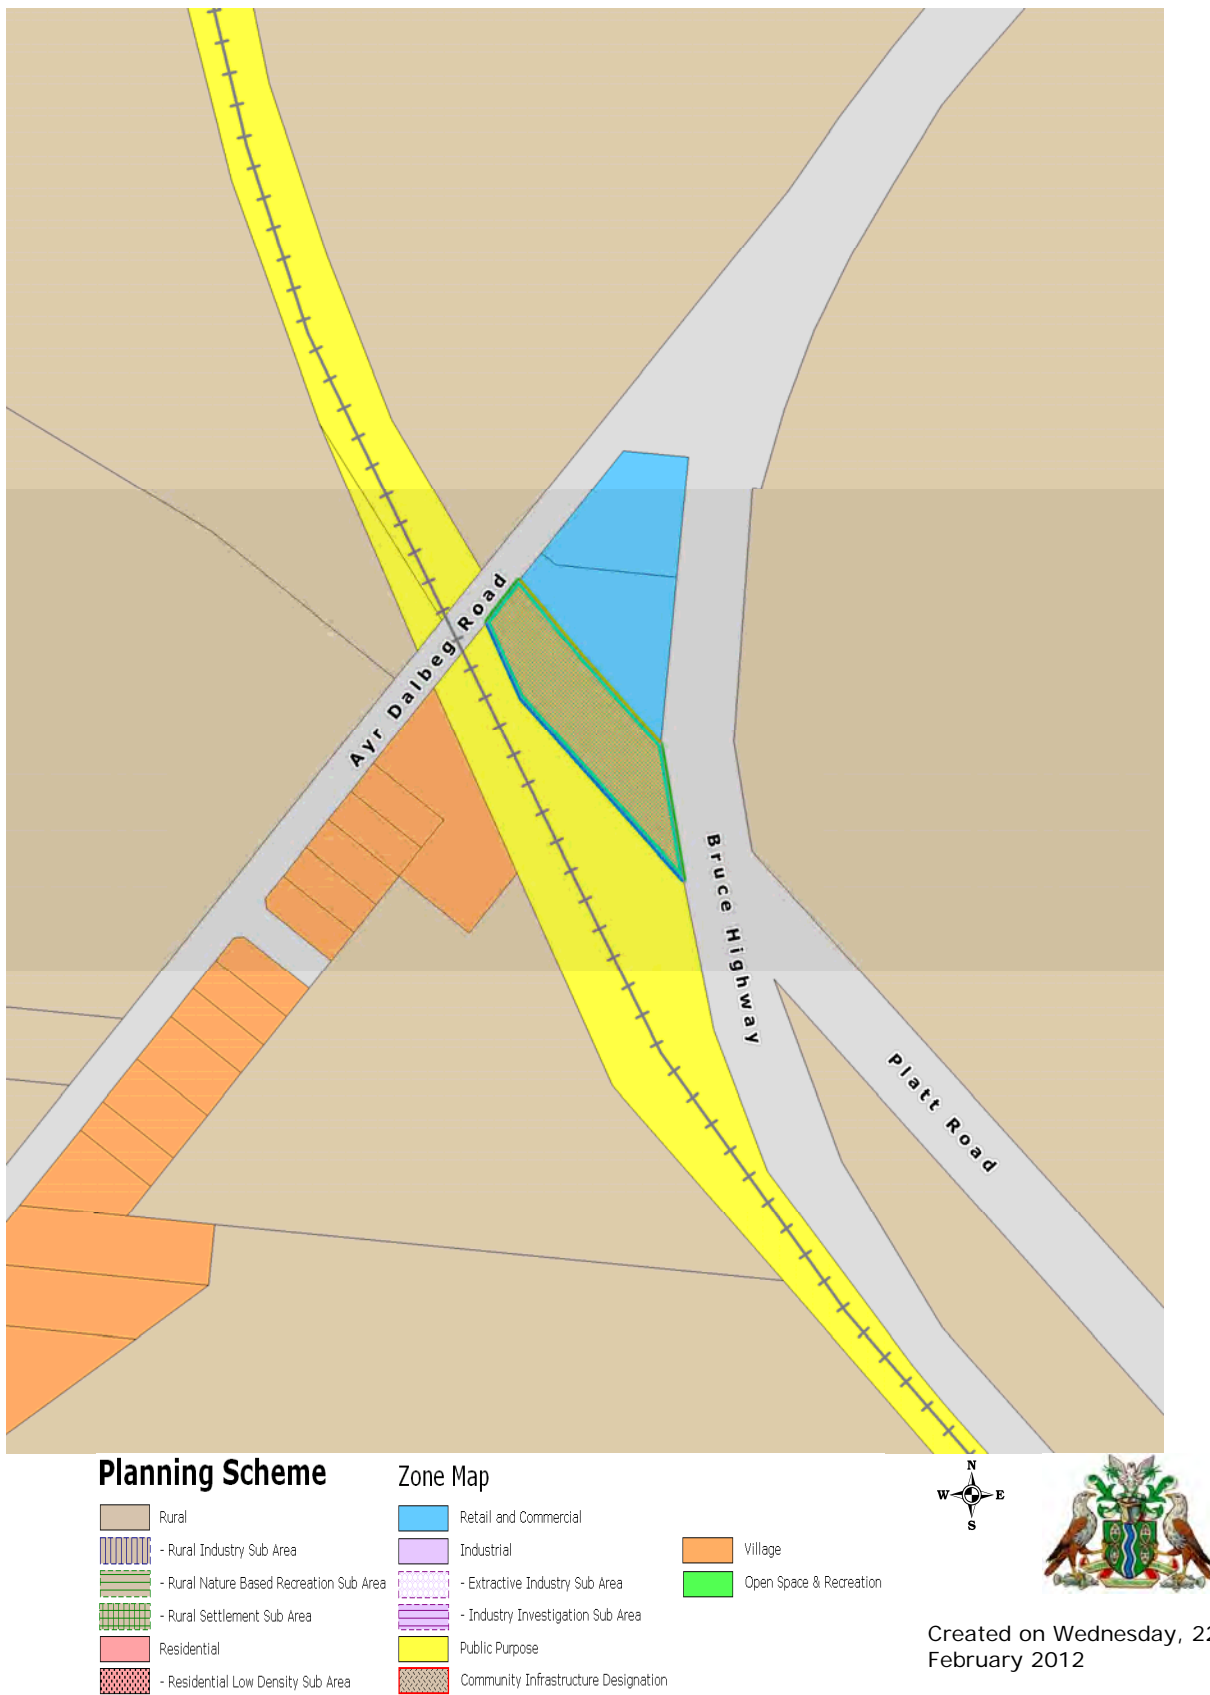 Ayr Dalbeg Road
Bruce Highway
Platt Road
Planning Scheme
Zone Map
Rural
- Rural Industry Sub Area
- Rural Nature Based Recreation Sub Area
- Rural Settlement Sub Area
Residential
- Residential Low Density Sub Area
Retail and Commercial
Industrial
- Extractive Industry Sub Area
- Industry Investigation Sub Area
Public Purpose
Community Infrastructure Designation
Village
Open Space & Recreation
N
W E
S
Created on Wednesday, 22
February 2012